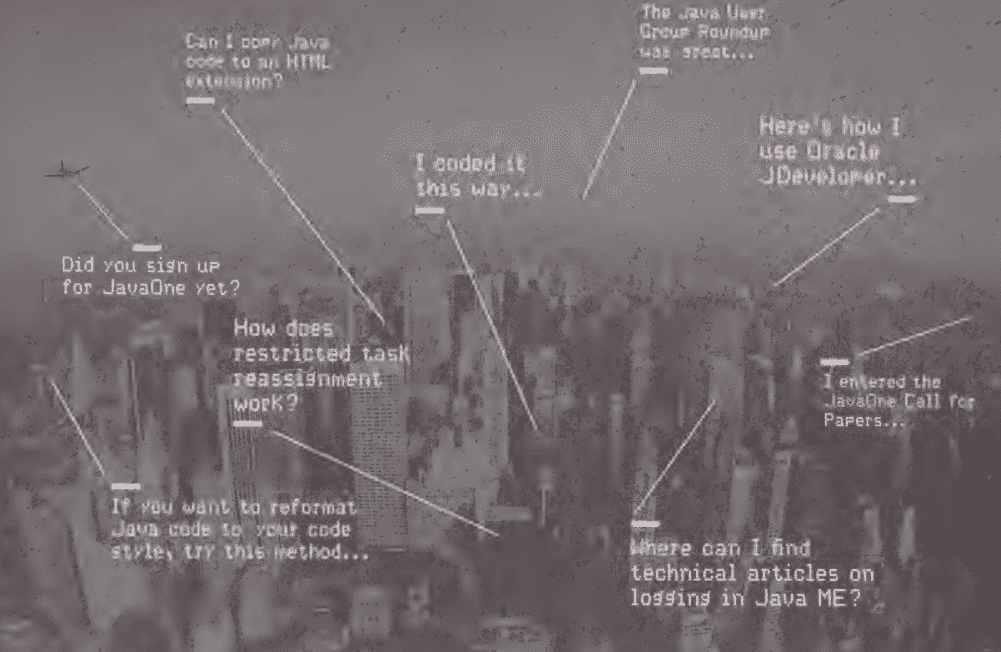 The Java User
Group Roundup
was great...
Can I copy Java
code to an HTML
extension?
Here's how I
use Oracle
JDeveloper...
I coded it
this way...
Did you sign up
for JavaOne yet?
How does
restricted task
reassignment
work?
I entered the
JavaOne Call for
Papers...
If you want to reformat
Java code to your code
style, try this method...
Where can I find
technical articles on
logging in Java ME?